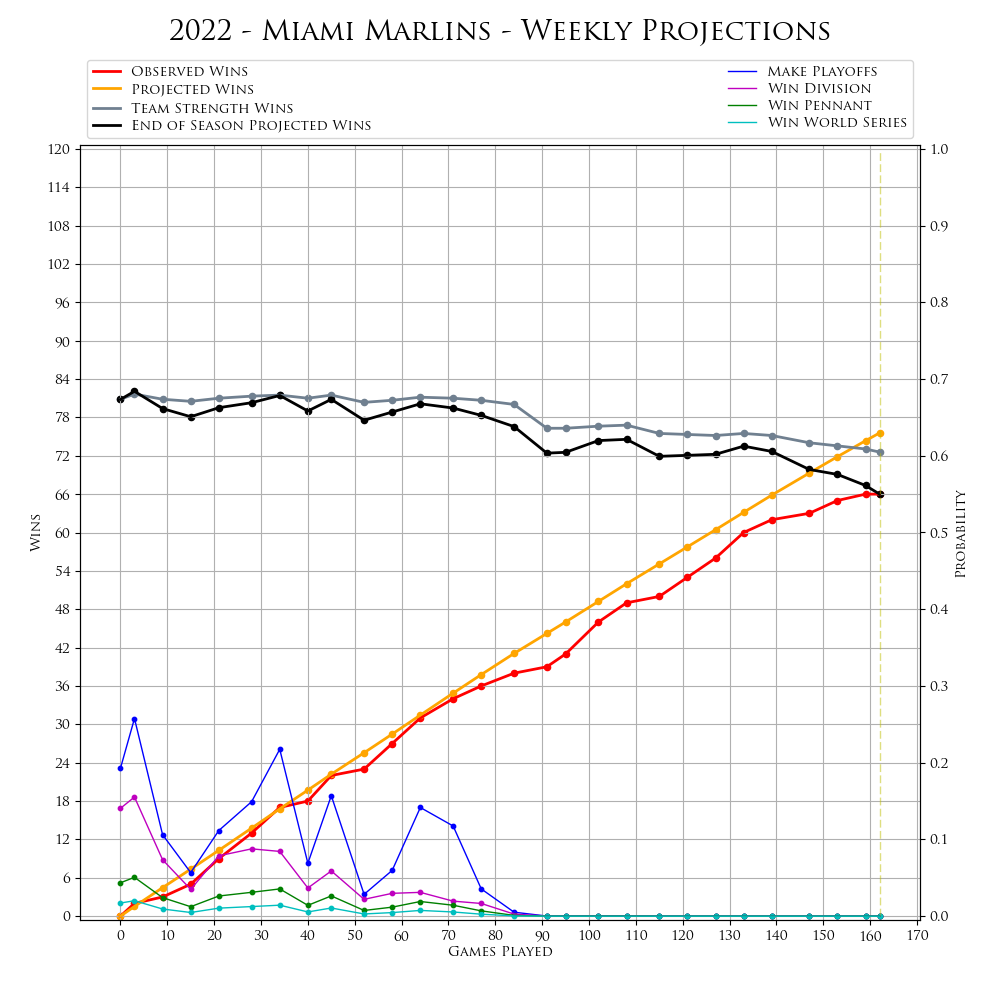 2022 - Miami Marlins - Weekly Projections
Observed Wins
Projected Wins
Team Strength Wins
End of Season Projected Wins
Make Playoffs
Win Division
Win Pennant
Win World Series
120
114
108
102
96
90
84
78
72
66
60
54
48
42
36
30
24
18
12
6
0
Wins
1.0
0.9
0.8
0.7
0.6
0.5
0.4
0.3
0.2
0.1
0.0
Probability
0 10 20 30 40 50 60 70 80 90 100 110 120 130 140 150 160 170
Games Played